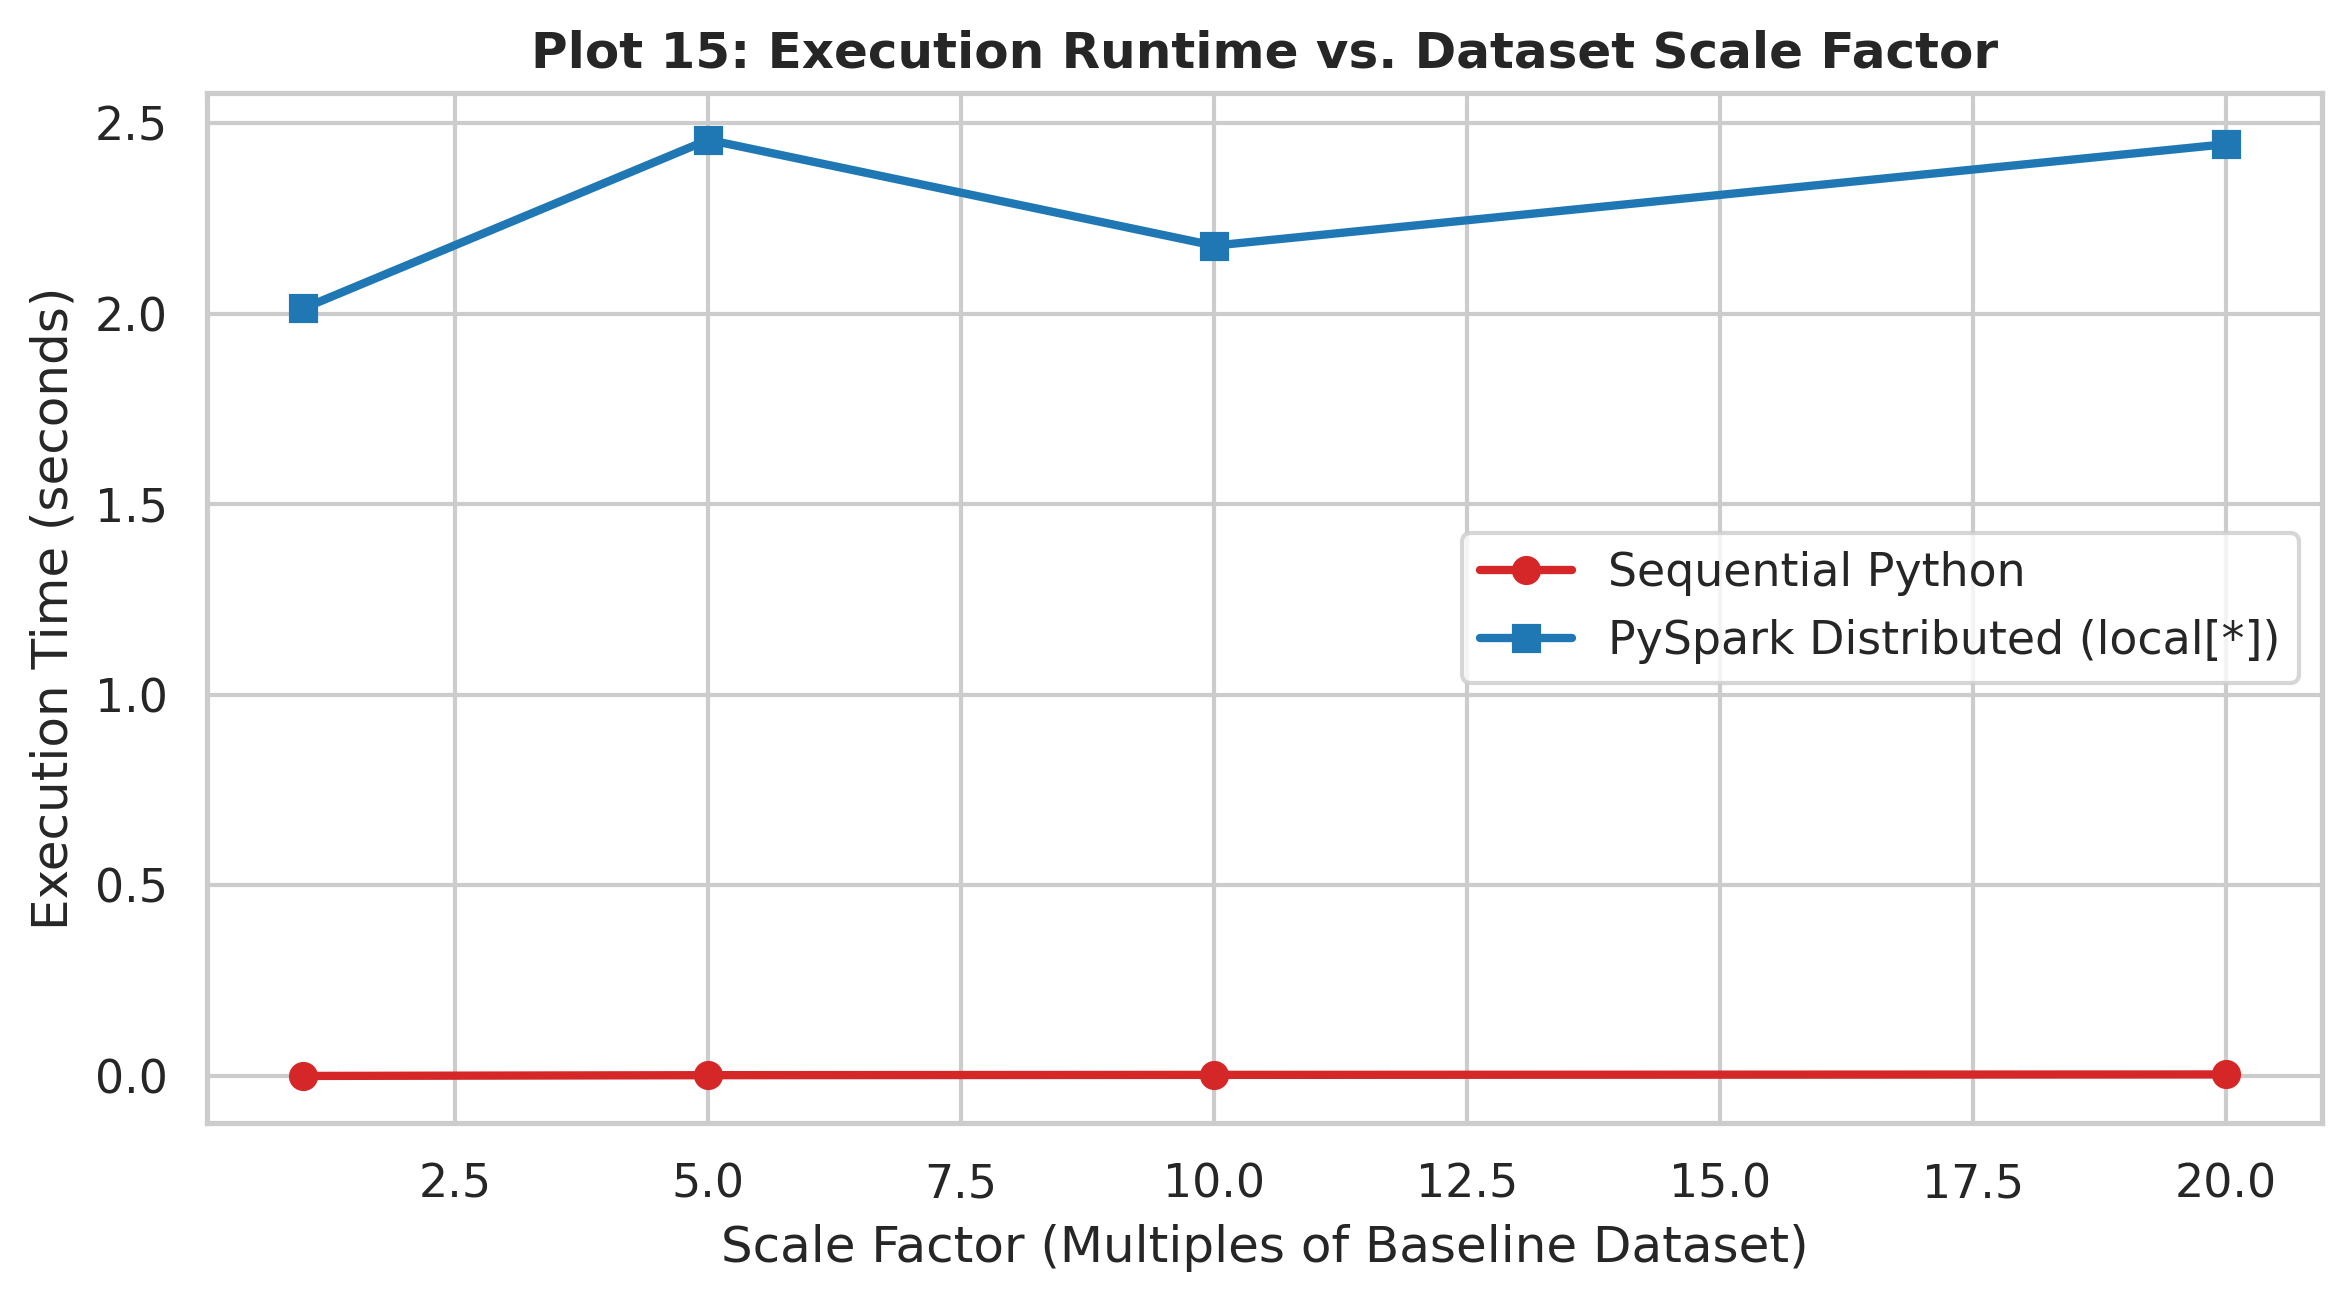 Plot 15: Execution Runtime vs. Dataset Scale Factor
Execution Time (seconds)
2.5
2.0
1.5
1.0
0.5
0.0
Sequential Python
PySpark Distributed (local[*])
2.5 5.0 7.5 10.0 12.5 15.0 17.5 20.0
Scale Factor (Multiples of Baseline Dataset)